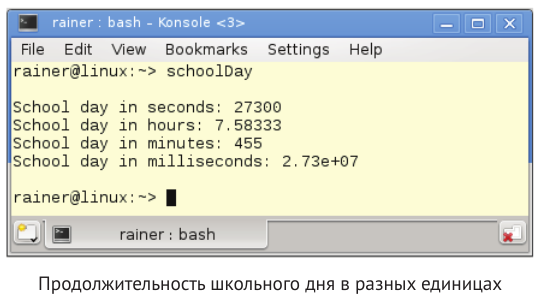 rainer : bash - Konsole <3>
File Edit View Bookmarks Settings Help
rainer@linux:~> schoolDay
School day in seconds: 27300
School day in hours: 7.58333
School day in minutes: 455
School day in milliseconds: 2.73e+07
rainer@linux:~>
rainer : bash
Продолжительность школьного дня в разных единицах